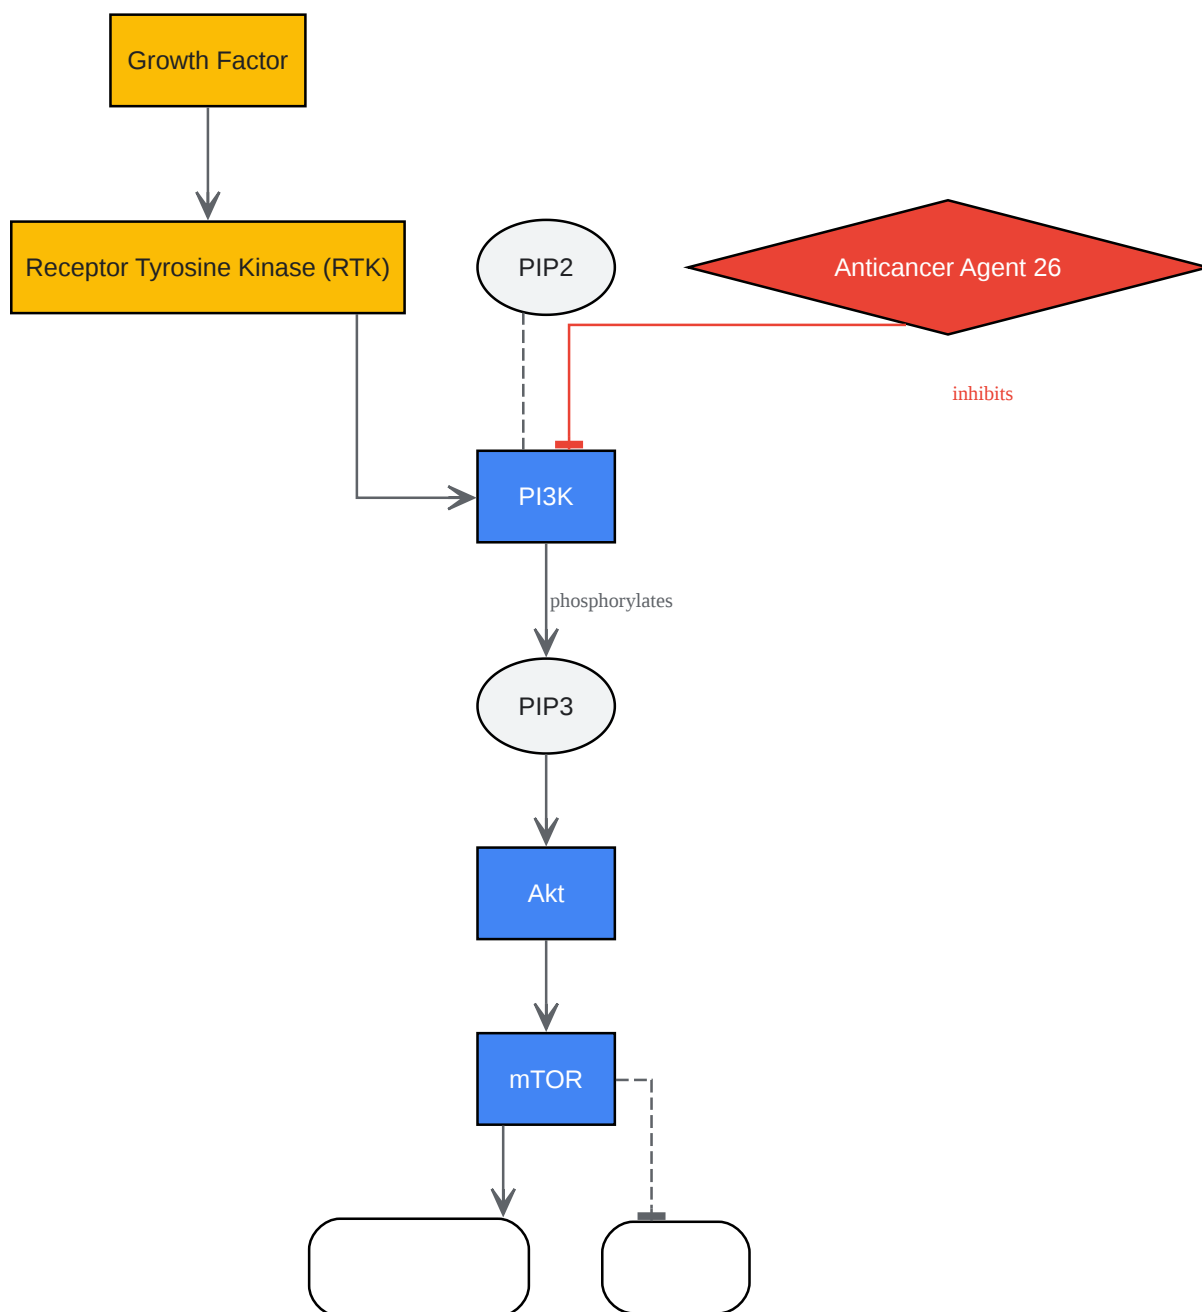 Growth Factor
Receptor Tyrosine Kinase (RTK)
PIP2
Anticancer Agent 26
inhibits
PI3K
phosphorylates
PIP3
Akt
mTOR